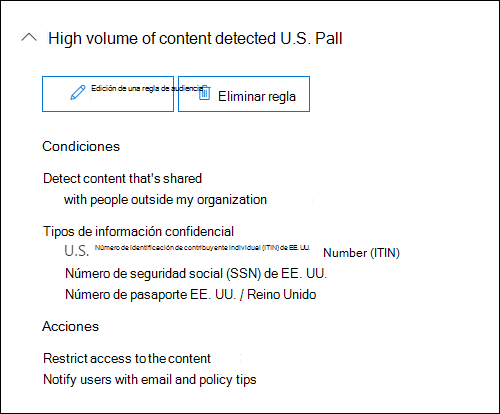 High volume of content detected U.S. Pall
Edición de una regla de audiencia
Eliminar regla
Condiciones
Detect content that's shared
with people outside my organization
Tipos de información confidencial
U.S. Número de identificación de contribuyente individual (ITIN) de EE. UU. Number (ITIN)
Número de seguridad social (SSN) de EE. UU.
Número de pasaporte EE. UU. / Reino Unido
Acciones
Restrict access to the content
Notify users with email and policy tips